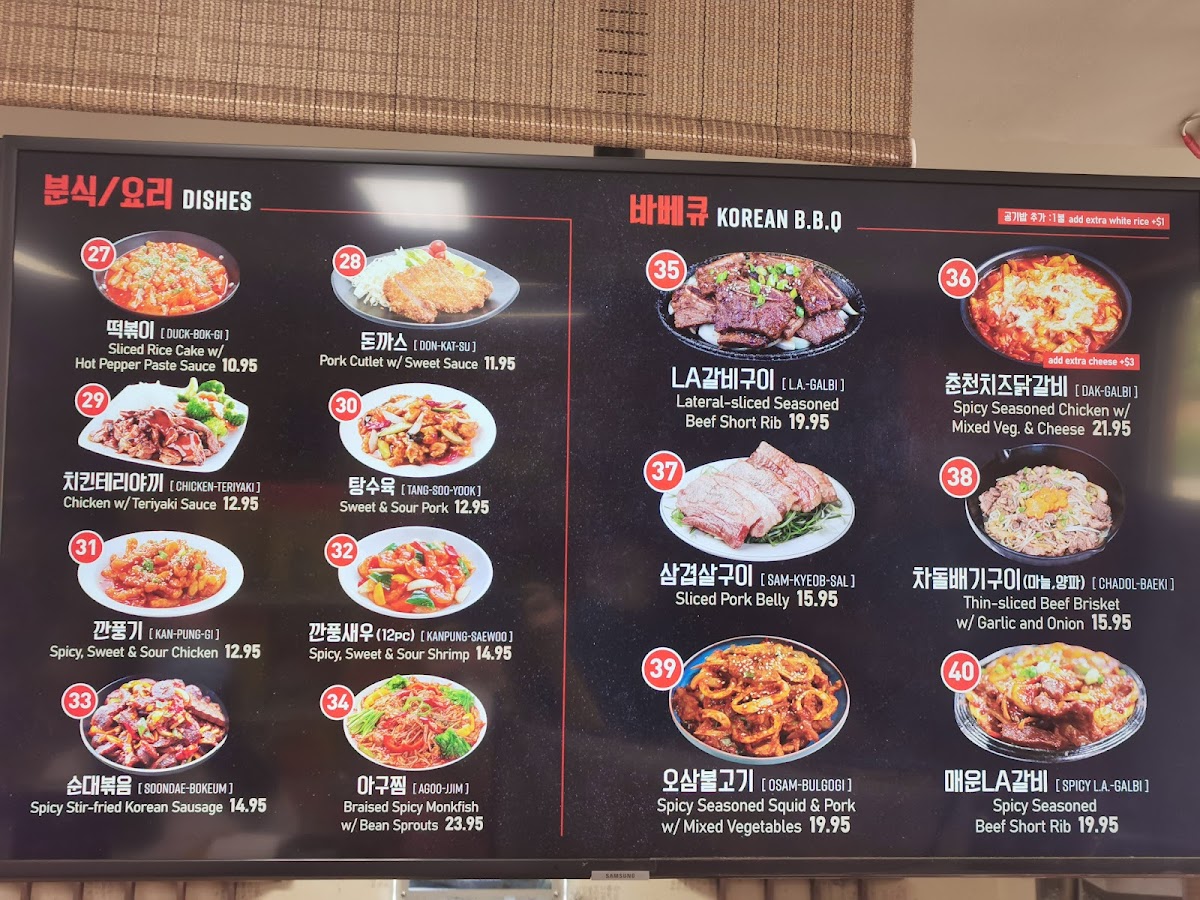 분식/요리 DISHES
27
떡볶이 [DUCK-BOK-GI]
Sliced Rice Cake w/
Hot Pepper Paste Sauce 10.95
28
돈까스 [DON-KAT-SU]
Pork Cutlet w/ Sweet Sauce 11.95
29
치킨테리야끼 [CHICKEN-TERIYAKI]
Chicken w/ Teriyaki Sauce 12.95
30
탕수육 [TANG-SOO-YOOK]
Sweet & Sour Pork 12.95
31
깐풍기 [KAN-PUNG-GI]
Spicy, Sweet & Sour Chicken 12.95
32
깐풍새우 (12pc) [KANPUNG-SAEWOO]
Spicy, Sweet & Sour Shrimp 14.95
33
순대볶음 [SOONDAE-BOKEUM]
Spicy Stir-fried Korean Sausage 14.95
34
아구찜 [AGOO-JJIM]
Braised Spicy Monkfish
w/ Bean Sprouts 23.95
바베큐 KOREAN B.B.Q
공기밥 추가 :1불 add extra white rice +$1
35
LA갈비구이 [L.A.-GALBI]
Lateral-sliced Seasoned
Beef Short Rib 19.95
36
add extra cheese +$3
춘천치즈닭갈비 [DAK-GALBI]
Spicy Seasoned Chicken w/
Mixed Veg. & Cheese 21.95
37
삼겹살구이 [SAM-KYEOB-SAL]
Sliced Pork Belly 15.95
38
차돌배기구이 (마늘,양파) [CHADOL-BAEKI]
Thin-sliced Beef Brisket
w/ Garlic and Onion 15.95
39
오삼불고기 [OSAM-BULGOGI]
Spicy Seasoned Squid & Pork
w/ Mixed Vegetables 19.95
40
매운LA갈비 [SPICY L.A.-GALBI]
Spicy Seasoned
Beef Short Rib 19.95
SAMSUNG